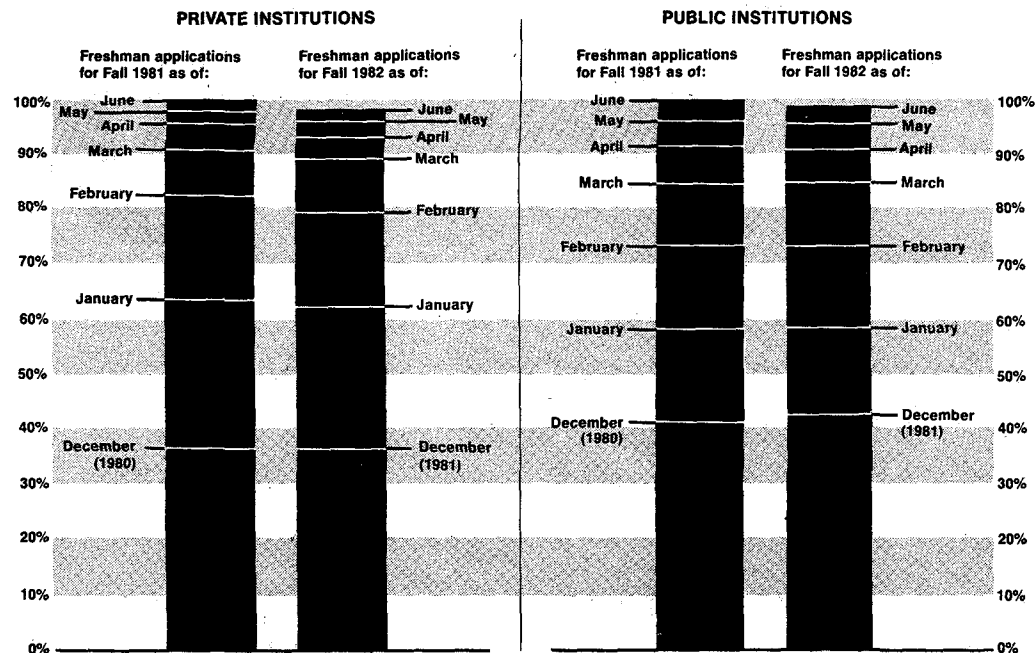 PRIVATE INSTITUTIONS
Freshman applications
for Fall 1981 as of:
Freshman applications
for Fall 1982 as of:
100%
90%
80%
70%
60%
50%
40%
30%
20%
10%
0%
June
May
April
March
February
January
December
(1980)
June
May
April
March
February
January
December
(1981)
PUBLIC INSTITUTIONS
Freshman applications
for Fall 1981 as of:
Freshman applications
for Fall 1982 as of:
June
May
April
March
February
January
December
(1980)
June
May
April
March
February
January
December
(1981)
100%
90%
80%
70%
60%
50%
40%
30%
20%
10%
0%